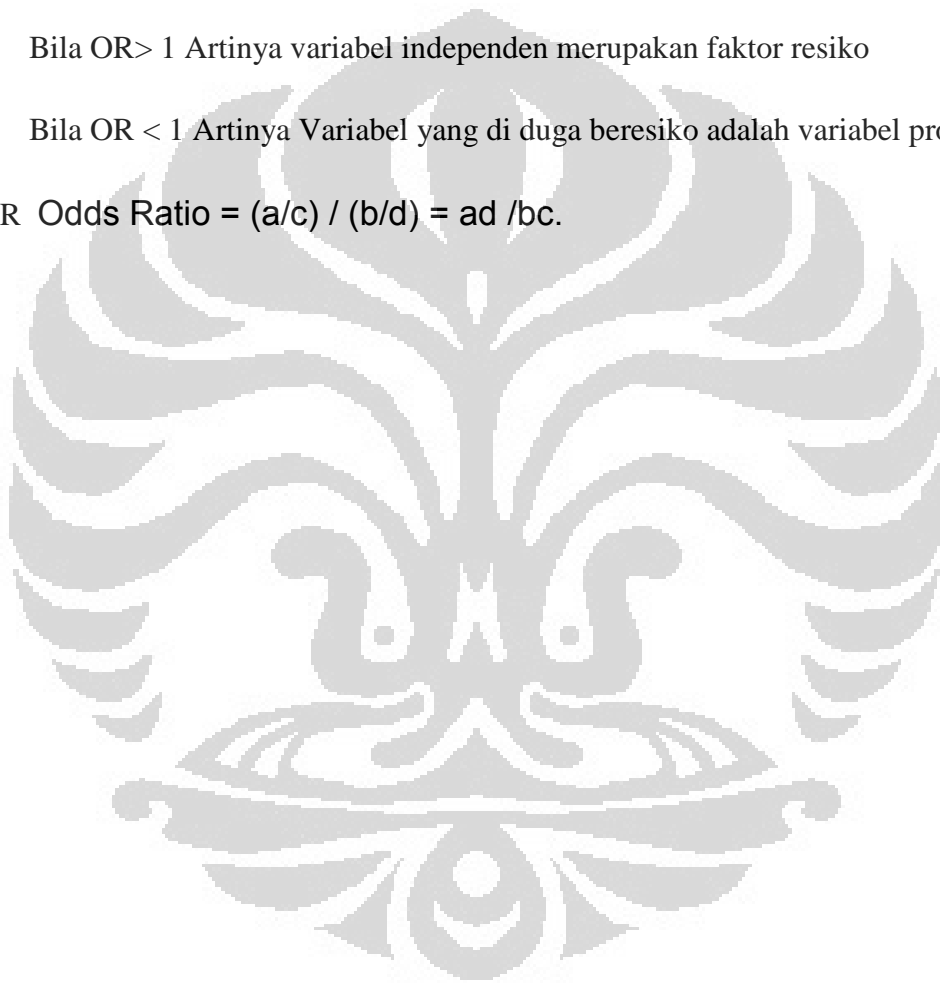 Bila OR> 1 Artinya variabel independen merupakan faktor resiko
Bila OR < 1 Artinya Variabel yang di duga beresiko adalah variabel
R Odds Ratio = (a/c) / (b/d) = ad /bc.